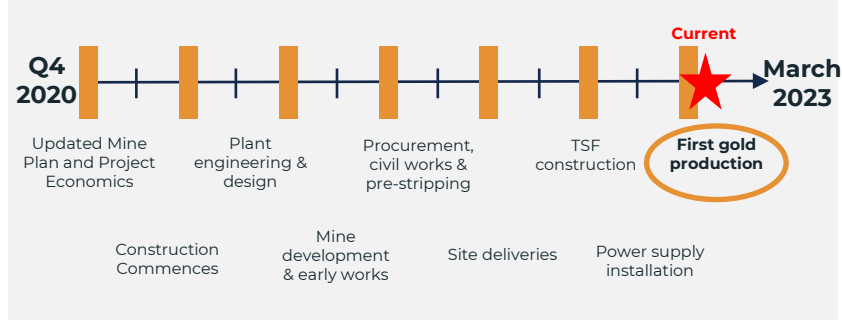 Current
Q4
2020
March
2023
Updated Mine
Plan and Project
Economics
Plant
engineering &
design
Procurement,
civil works &
pre-stripping
TSF
construction
First gold
production
Construction
Commences
Mine
development
& early works
Site deliveries
Power supply
installation